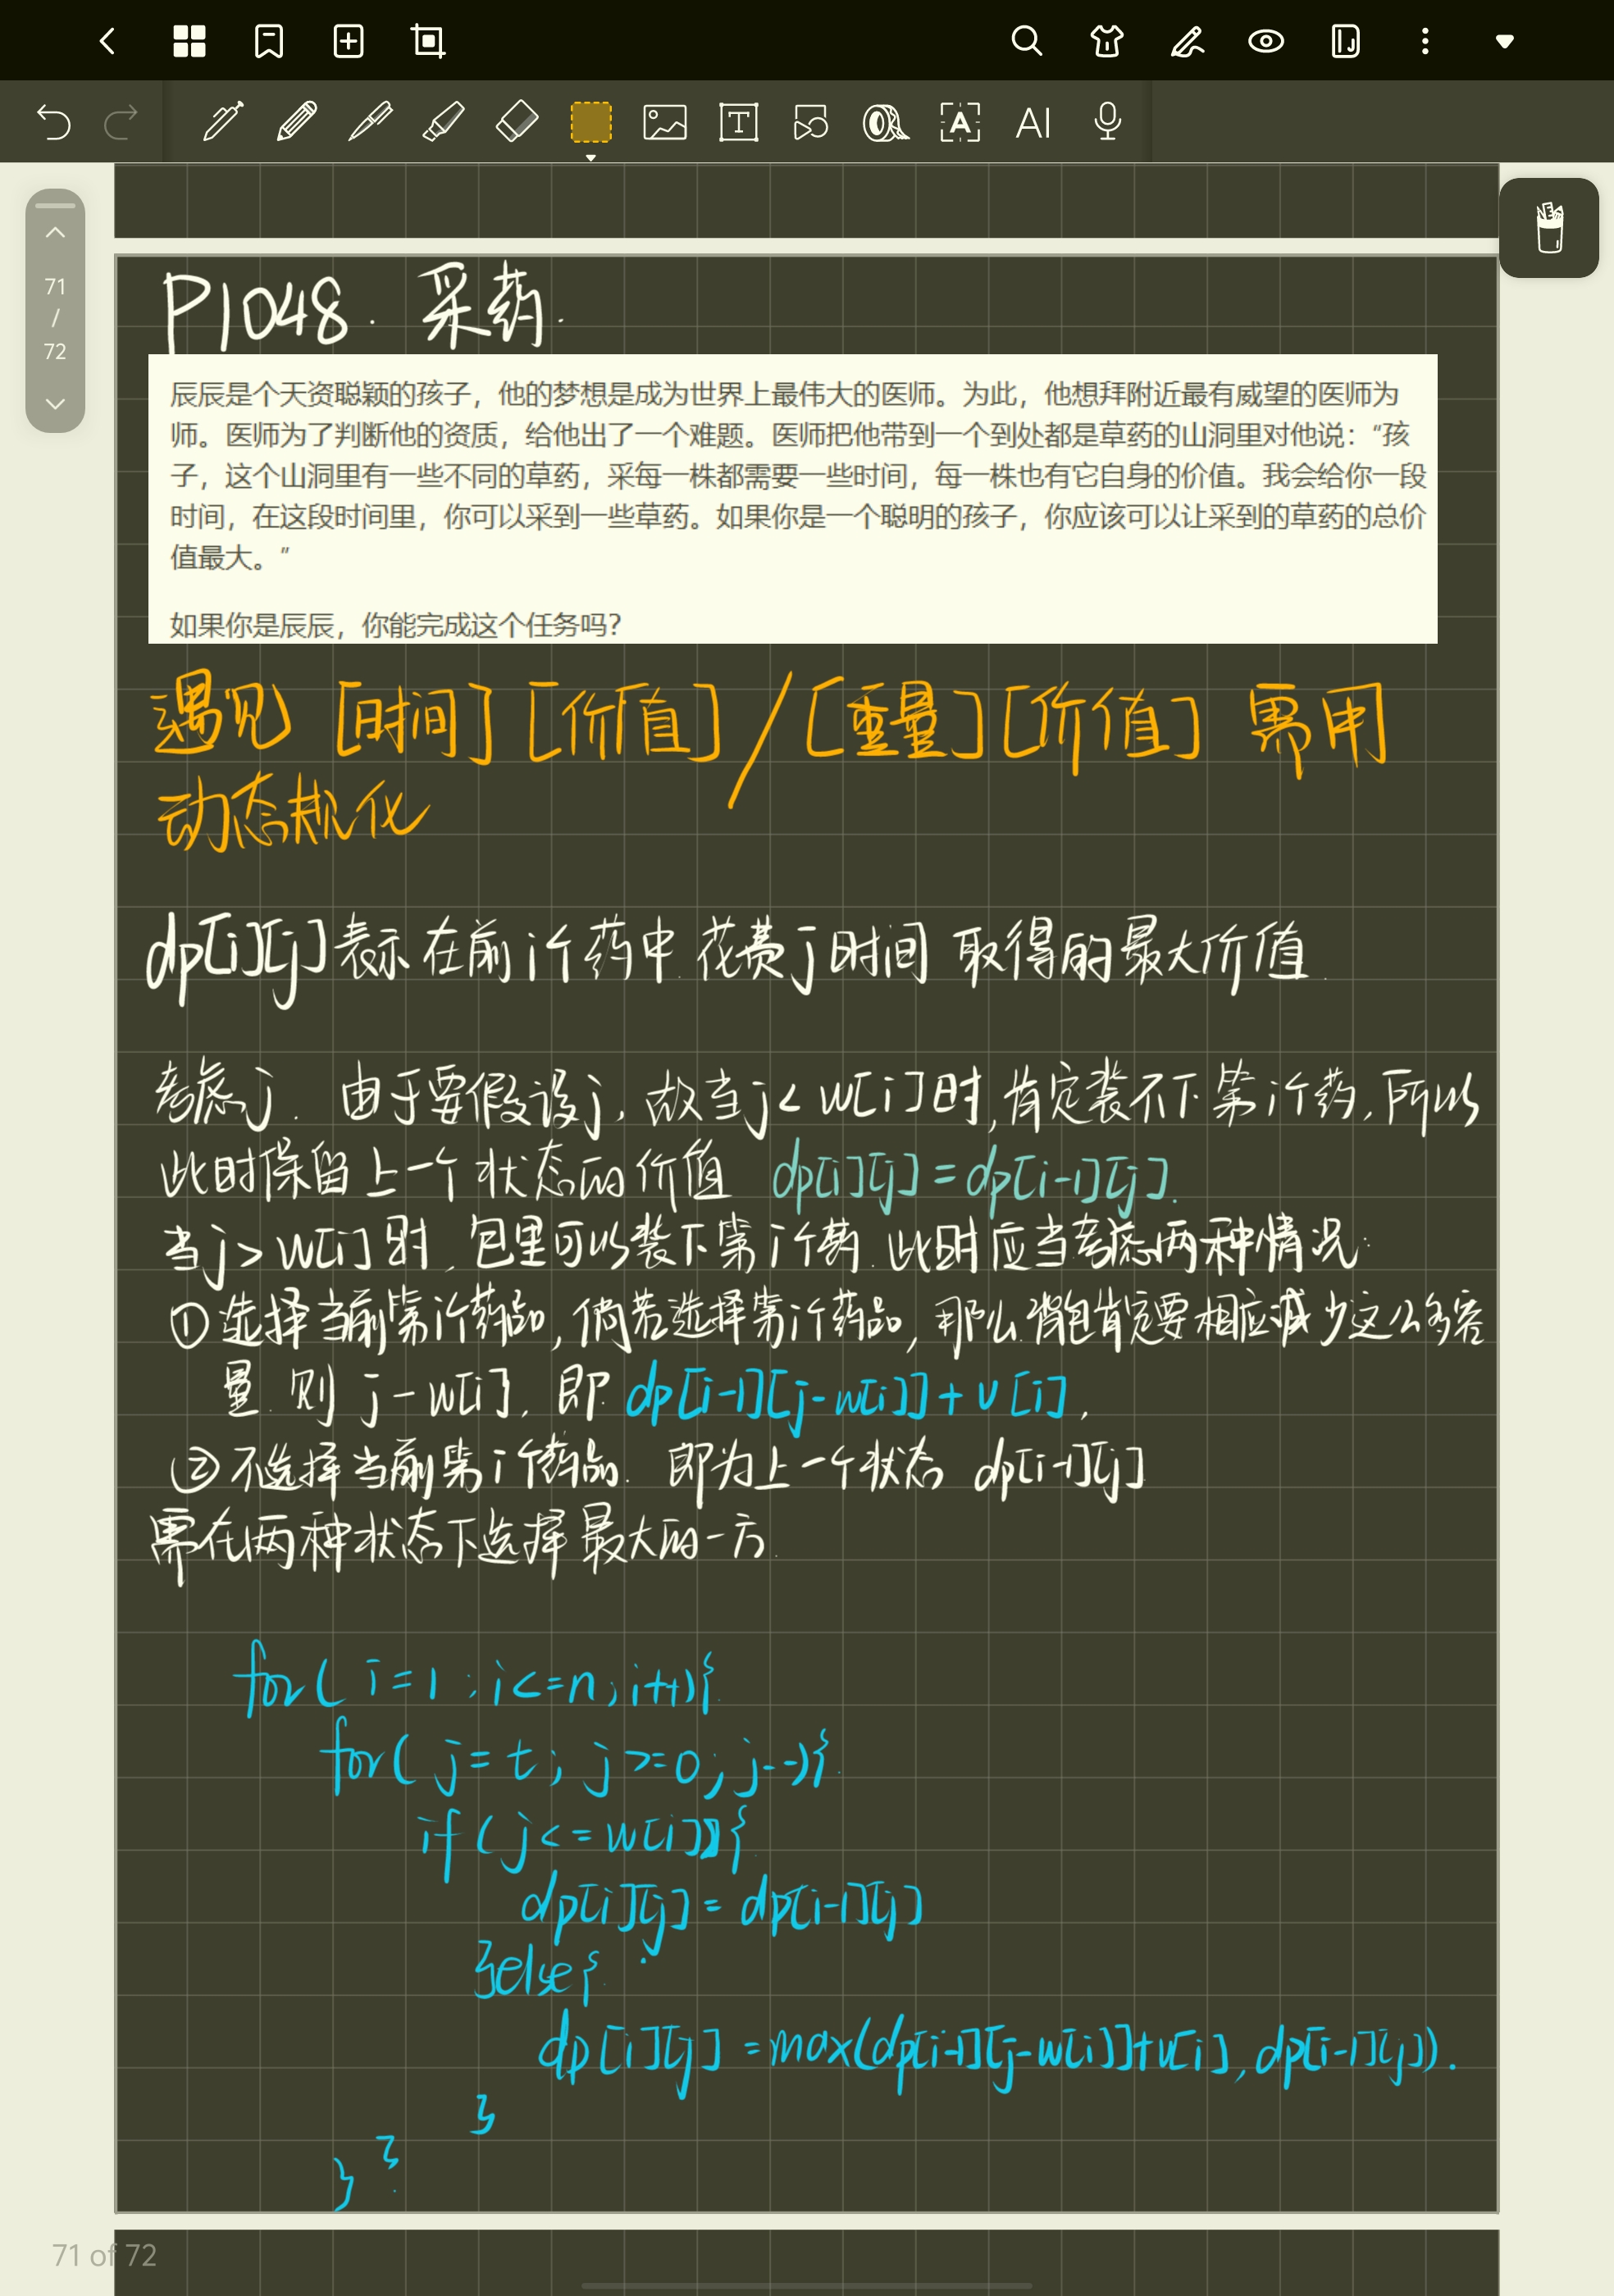 AI
71
/
72
P1048. 采药.
辰辰是个天资聪颖的孩子，他的梦想是成为世界上最伟大的医师。为此，他想拜附近最有威望的医师为
师。医师为了判断他的资质，给他出了一个难题。医师把他带到一个到处都是草药的山洞里对他说：“孩
子，这个山洞里有一些不同的草药，采每一株都需要一些时间，每一株也有它自身的价值。我会给你一段
时间，在这段时间里，你可以采到一些草药。如果你是一个聪明的孩子，你应该可以让采到的草药的总价
值最大。”
如果你是辰辰，你能完成这个任务吗？
遇见 [时间][价值]/[重量][价值] 需用
动态规化
dp[i][j]表示在前i个药中.花费j时间 取得的最大价值.
考虑j. 由于要假设j, 故当j< w[i]时,肯定装不下第i个药,所以
此时保留上一个状态的价值 dp[i][j]=dp[i-1][j].
当j>w[i]时,包里可以装下第i个药.此时应当考虑两种情况:
①选择当前第i个药品,倘若选择第i个药品,那么背包肯定要相应减少这么多容
量.则 j-w[i],即 dp[i-1][j-w[i]]+v[i],
②不选择当前第i个药品. 即为上一个状态 dp[i-1][j]
需在两种状态下选择最大的一方.
for( i=1;i<=n;i++){
for( j=t; j>=0; j--){
if(j<=w[i]){
dp[i][j]=dp[i-1][j]
}else{
dp[i][j]=max(dp[i-1][j-w[i]]+v[i],dp[i-1][j]).
}
}
}
71 of 72